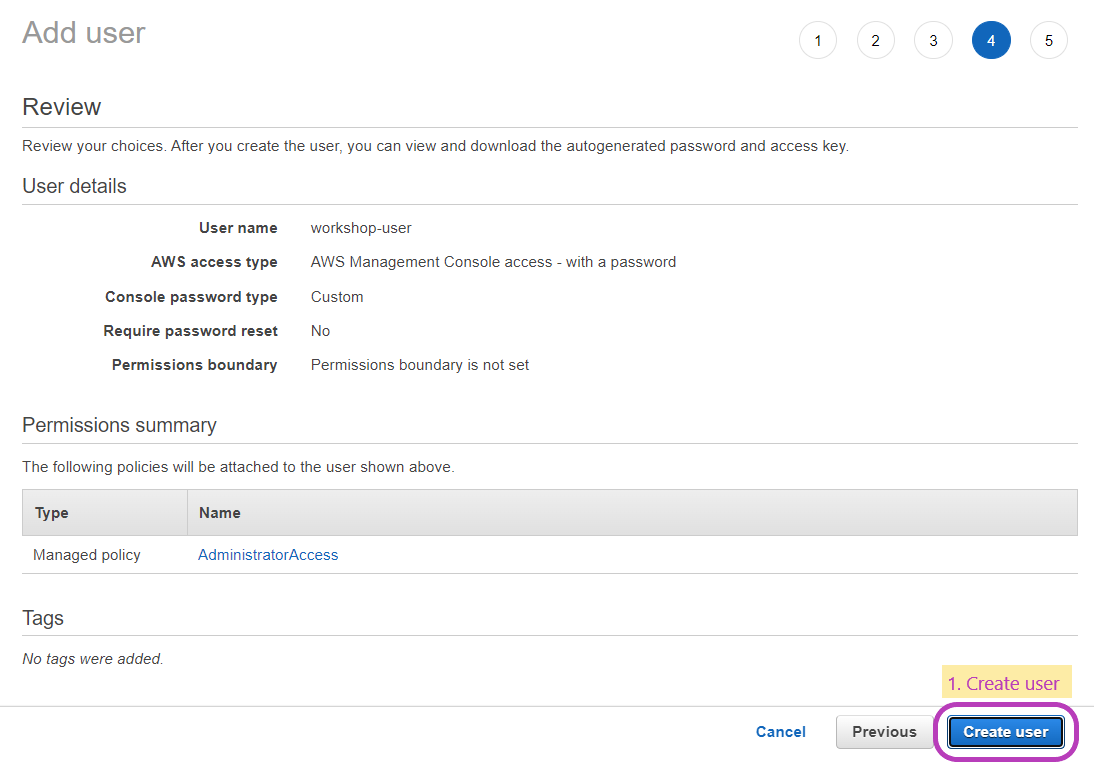 Add user
1 2 3 4 5
Review
Review your choices. After you create the user, you can view and download the autogenerated password and access key.
User details
User name workshop-user
AWS access type AWS Management Console access - with a password
Console password type Custom
Require password reset No
Permissions boundary Permissions boundary is not set
Permissions summary
The following policies will be attached to the user shown above.
Type Name
Managed policy AdministratorAccess
Tags
No tags were added.
1. Create user
Cancel Previous Create user